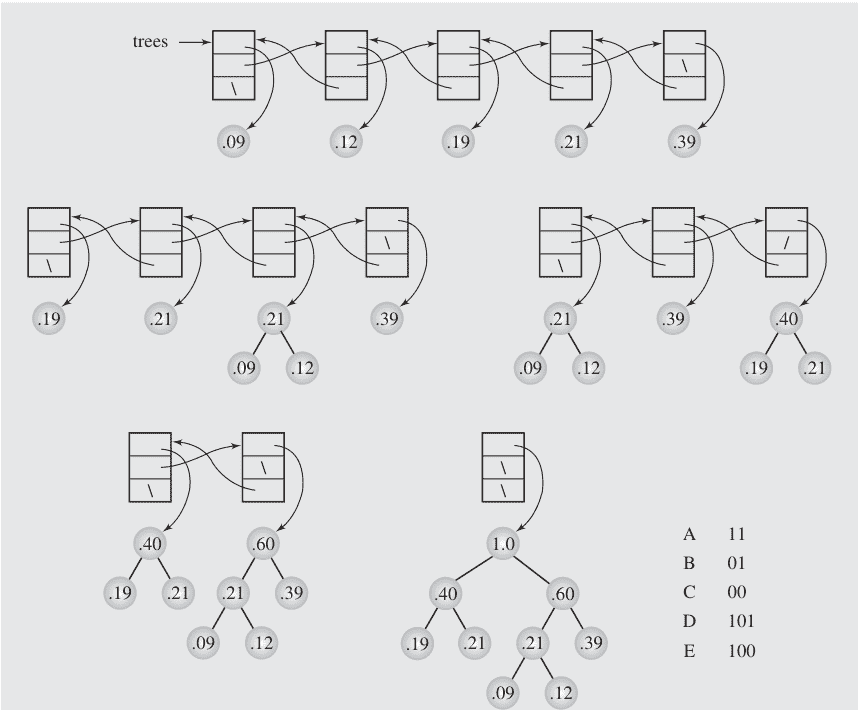 trees
.09 .12 .19 .21 .39
.19 .21 .21 .39
.09 .12
.21 .39 .40
.09 .12 .19 .21
.40 .60
.19 .21 .21 .39
.09 .12
1.0
.40 .60
.19 .21 .21 .39
.09 .12
A 11
B 01
C 00
D 101
E 100